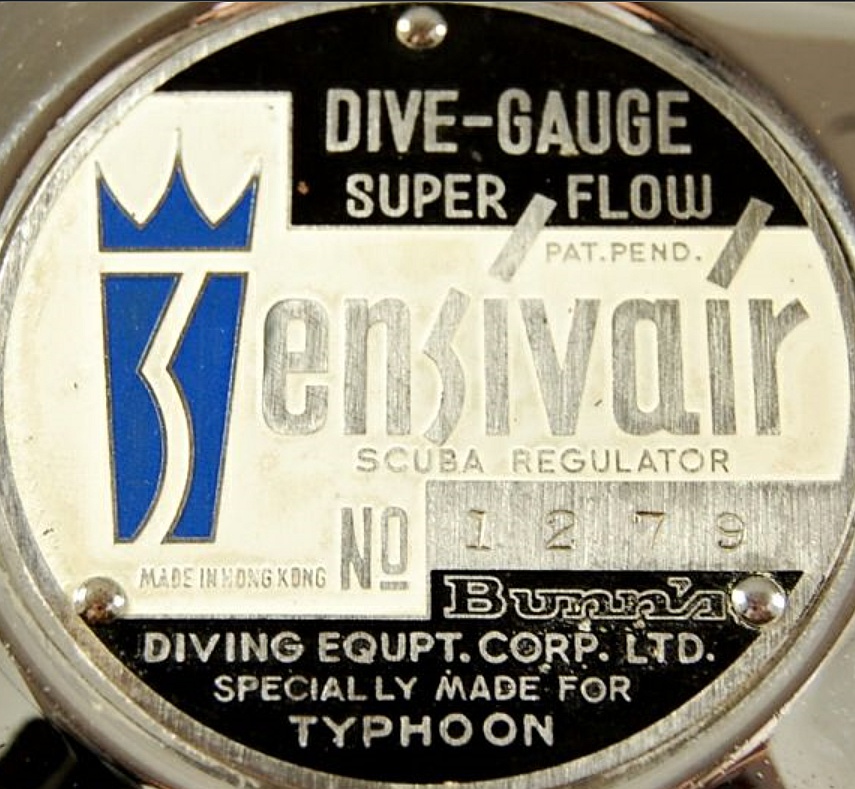 DIVE-GAUGE
SUPER FLOW
PAT.PEND.
Sensivair
SCUBA REGULATOR
No 1279
MADE IN HONG KONG
Bunn's
DIVING EQUPT. CORP. LTD.
SPECIALLY MADE FOR
TYPHOON